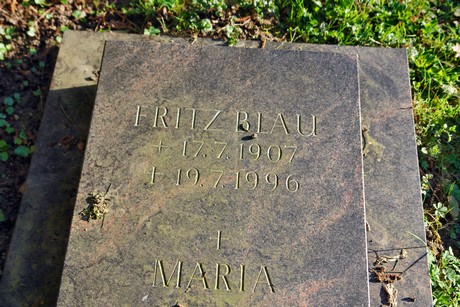 FRITZ BLAU
* 17.7.1907
+ 19.7.1996
I
MARIA